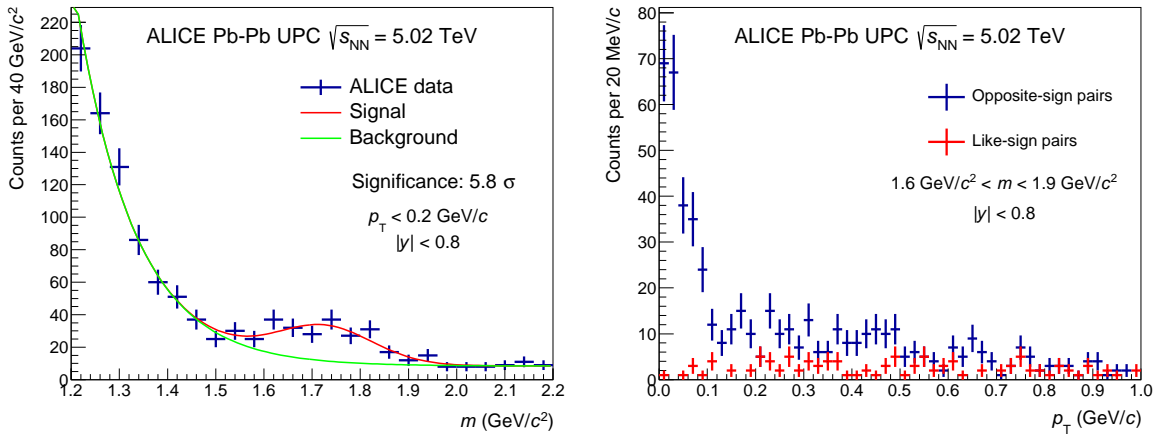 ALICE Pb-Pb UPC √sNN = 5.02 TeV
ALICE data
Signal
Background
Significance: 5.8 σ
pT < 0.2 GeV/c
|y| < 0.8
Counts per 40 GeV/c²
220
200
180
160
140
120
100
80
60
40
20
0
1.2 1.3 1.4 1.5 1.6 1.7 1.8 1.9 2.0 2.1 2.2
m (GeV/c²)
ALICE Pb-Pb UPC √sNN = 5.02 TeV
Opposite-sign pairs
Like-sign pairs
1.6 GeV/c² < m < 1.9 GeV/c²
|y| < 0.8
Counts per 20 MeV/c
80
70
60
50
40
30
20
10
0
0.0 0.1 0.2 0.3 0.4 0.5 0.6 0.7 0.8 0.9 1.0
pT (GeV/c)